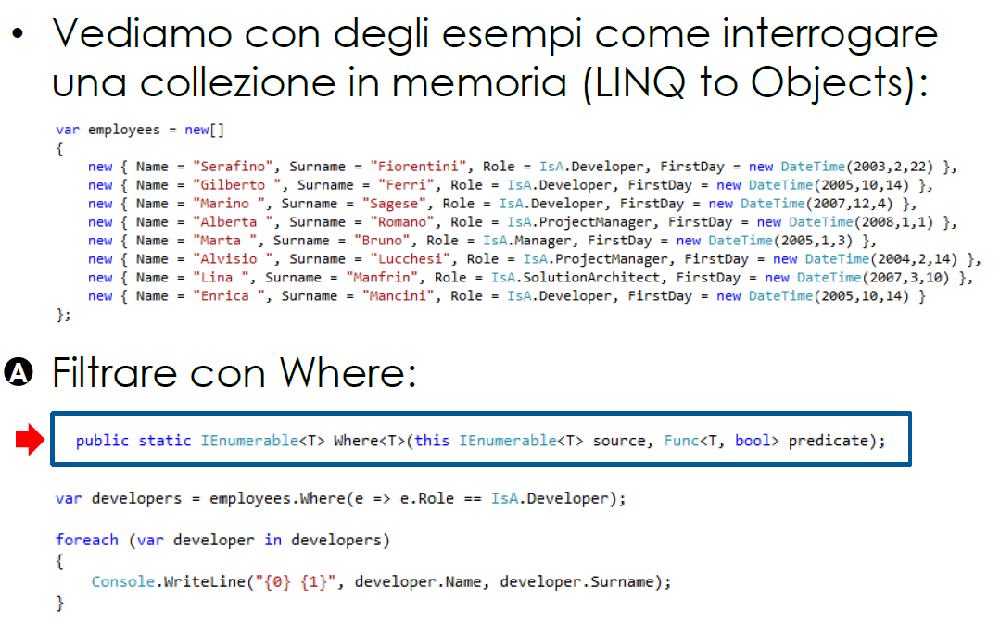 • Vediamo con degli esempi come interrogare
una collezione in memoria (LINQ to Objects):
var employees = new[]
{
    new { Name = "Serafino", Surname = "Fiorentini", Role = IsA.Developer, FirstDay = new DateTime(2003,2,22) },
    new { Name = "Gilberto ", Surname = "Ferri", Role = IsA.Developer, FirstDay = new DateTime(2005,10,14) },
    new { Name = "Marino ", Surname = "Sagese", Role = IsA.Developer, FirstDay = new DateTime(2007,12,4) },
    new { Name = "Alberta ", Surname = "Romano", Role = IsA.ProjectManager, FirstDay = new DateTime(2008,1,1) },
    new { Name = "Marta ", Surname = "Bruno", Role = IsA.Manager, FirstDay = new DateTime(2005,1,3) },
    new { Name = "Alvisio ", Surname = "Lucchesi", Role = IsA.ProjectManager, FirstDay = new DateTime(2004,2,14) },
    new { Name = "Lina ", Surname = "Manfrin", Role = IsA.SolutionArchitect, FirstDay = new DateTime(2007,3,10) },
    new { Name = "Enrica ", Surname = "Mancini", Role = IsA.Developer, FirstDay = new DateTime(2005,10,14) }
};
A Filtrare con Where:
public static IEnumerable<T> Where<T>(this IEnumerable<T> source, Func<T, bool> predicate);
var developers = employees.Where(e => e.Role == IsA.Developer);
foreach (var developer in developers)
{
    Console.WriteLine("{0} {1}", developer.Name, developer.Surname);
}